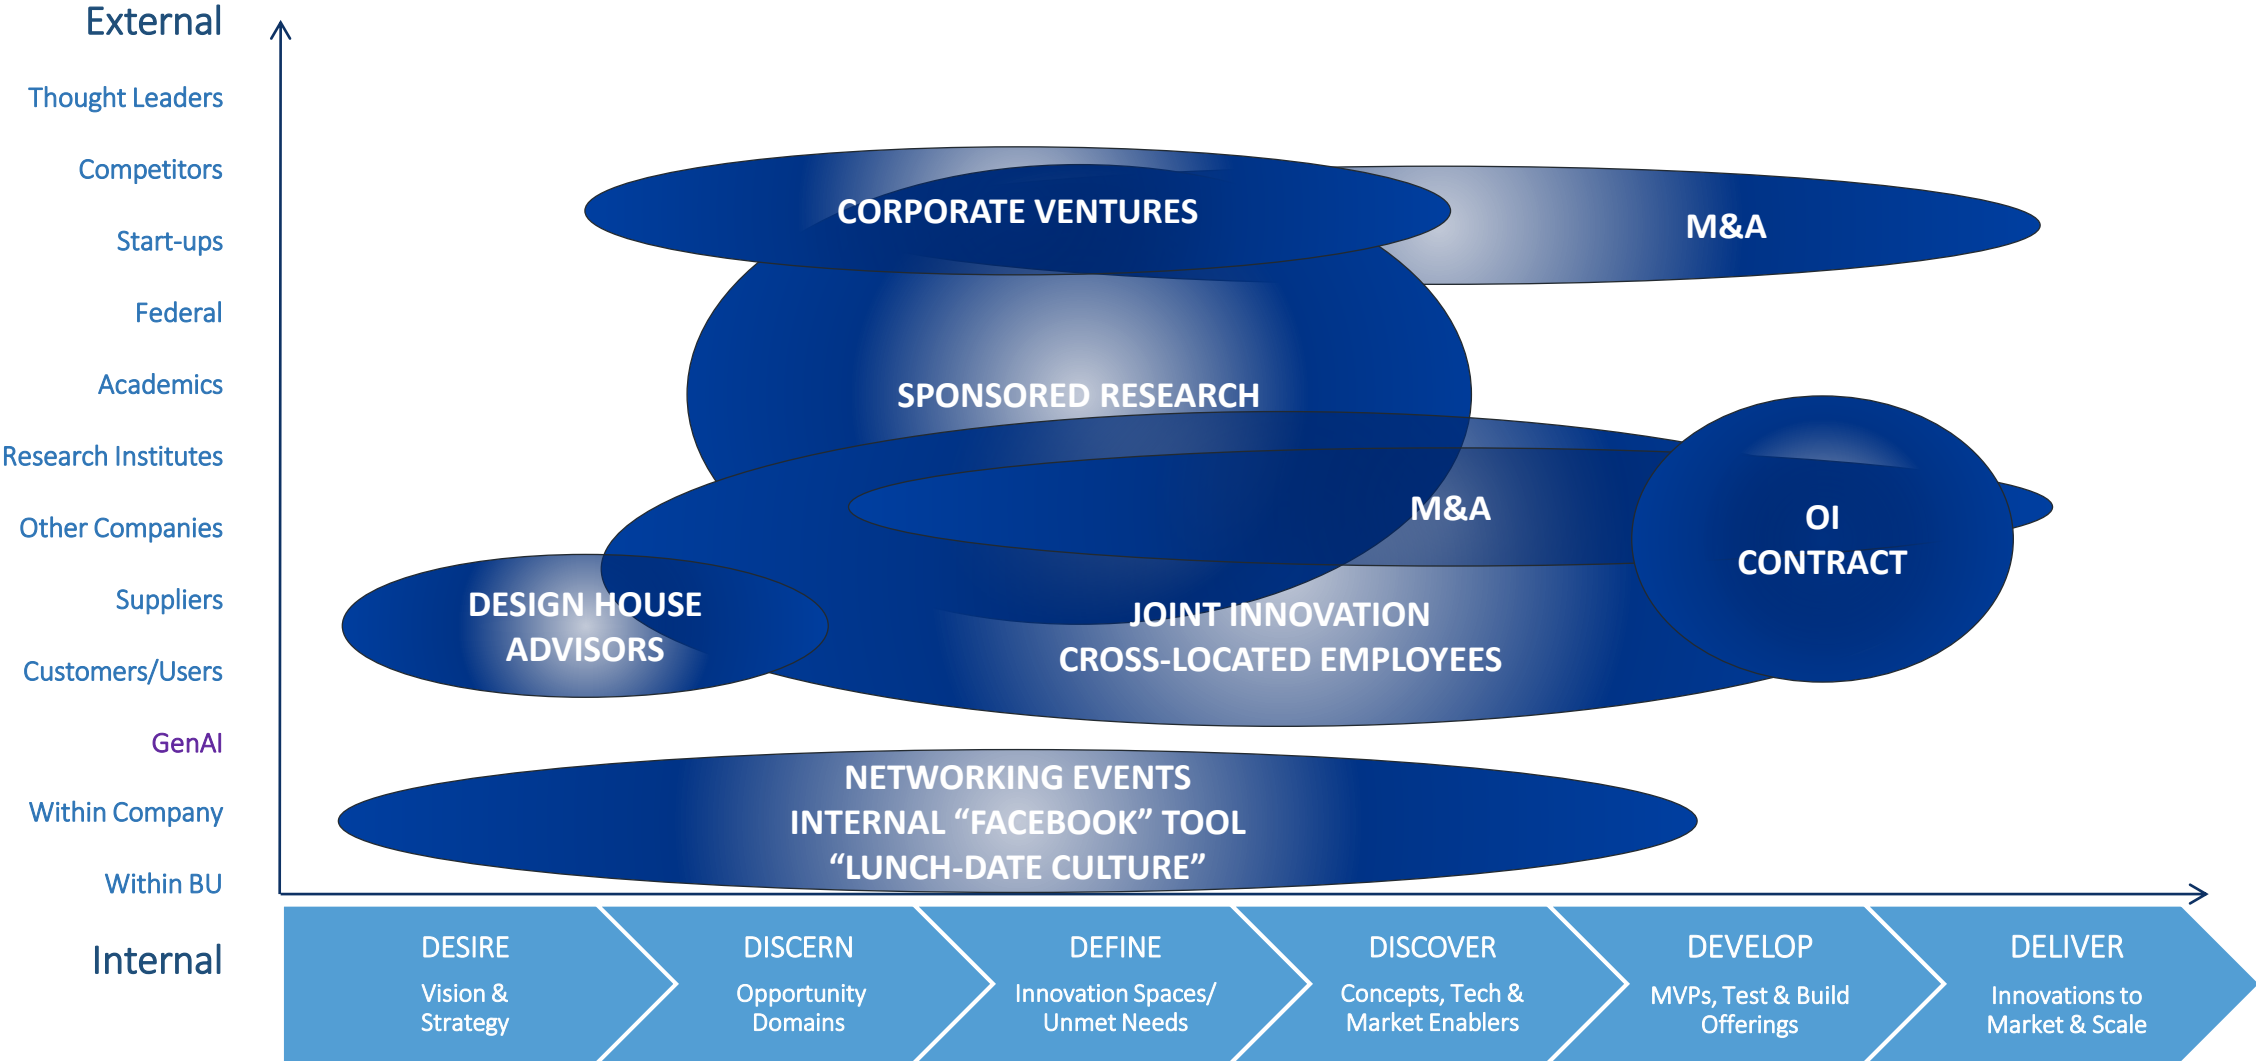 External
Thought Leaders
Competitors
Start-ups
Federal
Academics
Research Institutes
Other Companies
Suppliers
Customers/Users
GenAI
Within Company
Within BU
Internal
CORPORATE VENTURES
M&A
SPONSORED RESEARCH
M&A
OI
CONTRACT
DESIGN HOUSE
ADVISORS
JOINT INNOVATION
CROSS-LOCATED EMPLOYEES
NETWORKING EVENTS
INTERNAL “FACEBOOK” TOOL
“LUNCH-DATE CULTURE”
DESIRE
Vision &
Strategy
DISCERN
Opportunity
Domains
DEFINE
Innovation Spaces/
Unmet Needs
DISCOVER
Concepts, Tech &
Market Enablers
DEVELOP
MVPs, Test & Build
Offerings
DELIVER
Innovations to
Market & Scale